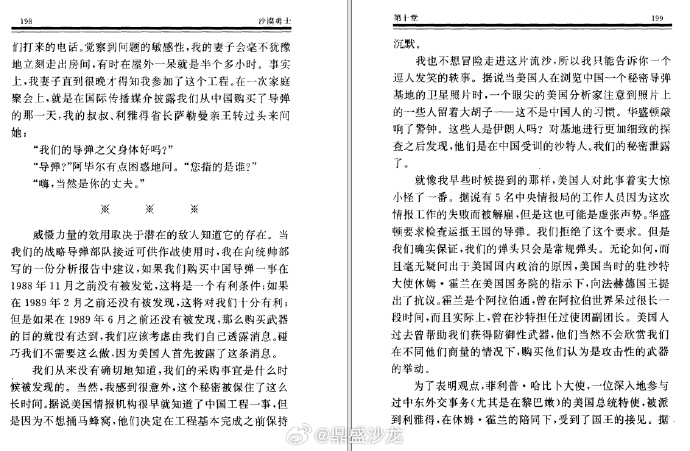 198
沙漠勇士
们打来的电话。觉察到问题的敏感性，我的妻子会毫不犹豫
地立刻走出房间，有时在屋外一呆就是半个多小时。事实
上，我妻子直到很晚才得知我参加了这个工程。在一次家庭
聚会上，就是在国际传播媒介披露我们从中国购买了导弹
的那一天，我的叔叔、利雅得省长萨勒曼亲王转过头来问
她：
“我们的导弹之父身体好吗？”
“导弹？”阿毕尔有点困惑地问。“您指的是谁？”
“嗨，当然是你的丈夫。”
※ ※ ※
威慑力量的效用取决于潜在的敌人知道它的存在。当
我们的战略导弹部队接近可供作战使用时，我在向统帅部
写的一份分析报告中建议，如果我们购买中国导弹一事在
1988年11月之前没有被发觉，这将是一个有利条件；如果
在1989年2月之前还没有被发现，这将对我们十分有利；
但是如果在1989年6月之前还没有被发现，那么购买武器
的目的就没有达到，我们应该考虑由我们自己透露消息。碰
巧我们不需要这么做，因为美国人首先披露了这条消息。
我们从来没有确切地知道，我们的采购事宜是什么时
候被发现的。当然，我感到很意外，这个秘密被保住了这么
长时间。据说美国情报机构很早就知道了中国工程一事，但
是因为不想捅马蜂窝，他们决定在工程基本完成之前保持
第十章
199
沉默。
我也不想冒险走进这片流沙，所以我只能告诉你一个
逗人发笑的轶事。据说当美国人在浏览中国一个秘密导弹
基地的卫星照片时，一个眼尖的美国分析家注意到照片上
的一些人留着大胡子——这不是中国人的习惯。华盛顿敲
响了警钟。这些人是伊朗人吗？对基地进行更加细致的探
查之后发现，他们是在中国受训的沙特人。我们的秘密泄露
了。
就像我早些时候提到的那样，美国人对此事着实大惊
小怪了一番。据说有5名中央情报局的工作人员因为这次
情报工作的失败而被解雇，但是这也可能是虚张声势。华盛
顿要求检查运抵王国的导弹。我们拒绝了这个要求。但是
我们确实保证，我们的弹头只会是常规弹头。无论如何，而
且毫无疑问出于美国国内政治的原因，美国当时的驻沙特
大使休姆·霍兰在美国国务院的指示下，向法赫德国王提
出了抗议。霍兰是个阿拉伯通，曾在阿拉伯世界呆过很长一
段时间，而且实际上，曾在沙特担任过使团副团长。美国人
过去曾帮助我们获得防御性武器，他们当然不会欣赏我们
在不同他们商量的情况下，购买他们认为是攻击性的武器
的举动。
为了表明观点，菲利普·哈比卜大使，一位深入地参与
过中东外交事务（尤其是在黎巴嫩）的美国总统特使，被派
到利雅得，在休姆·霍兰的陪同下，受到了国王的接见。据
@鼎盛沙龙